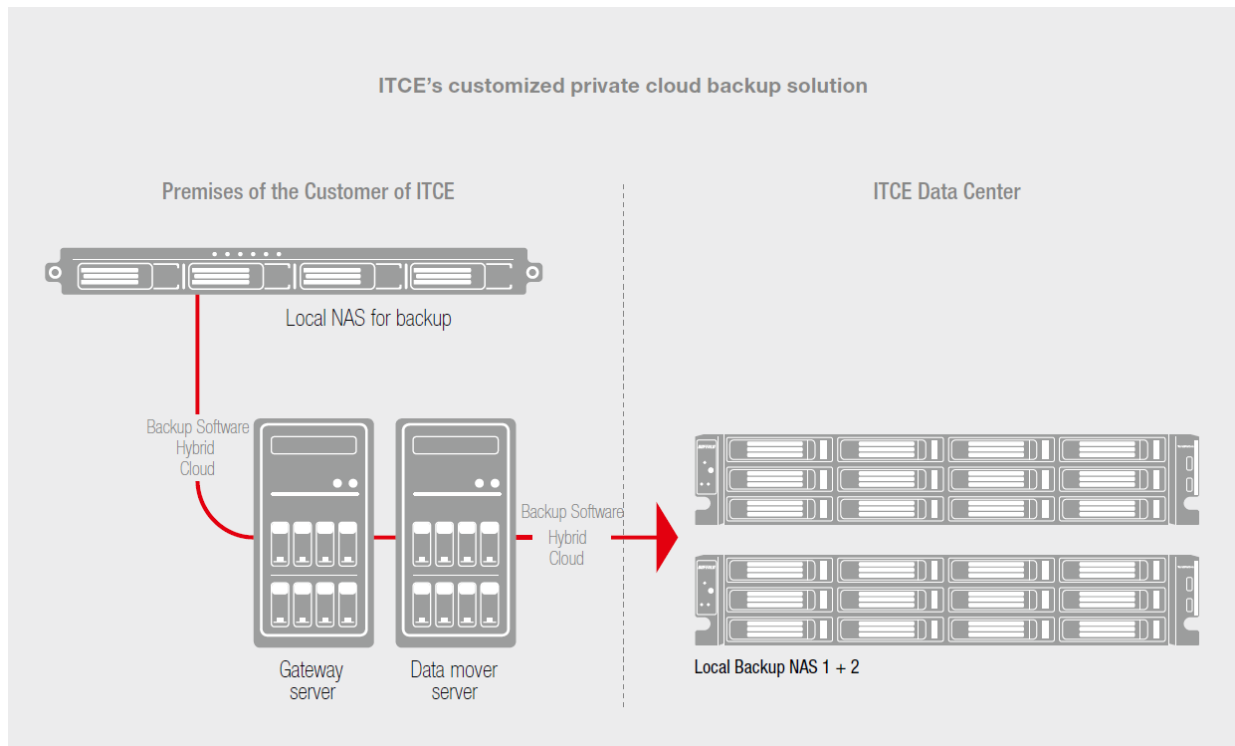 ITCE's customized private cloud backup solution
Premises of the Customer of ITCE
ITCE Data Center
Local NAS for backup
Backup Software
Hybrid
Cloud
Backup Software
Hybrid
Cloud
Gateway
server
Data mover
server
Local Backup NAS 1 + 2